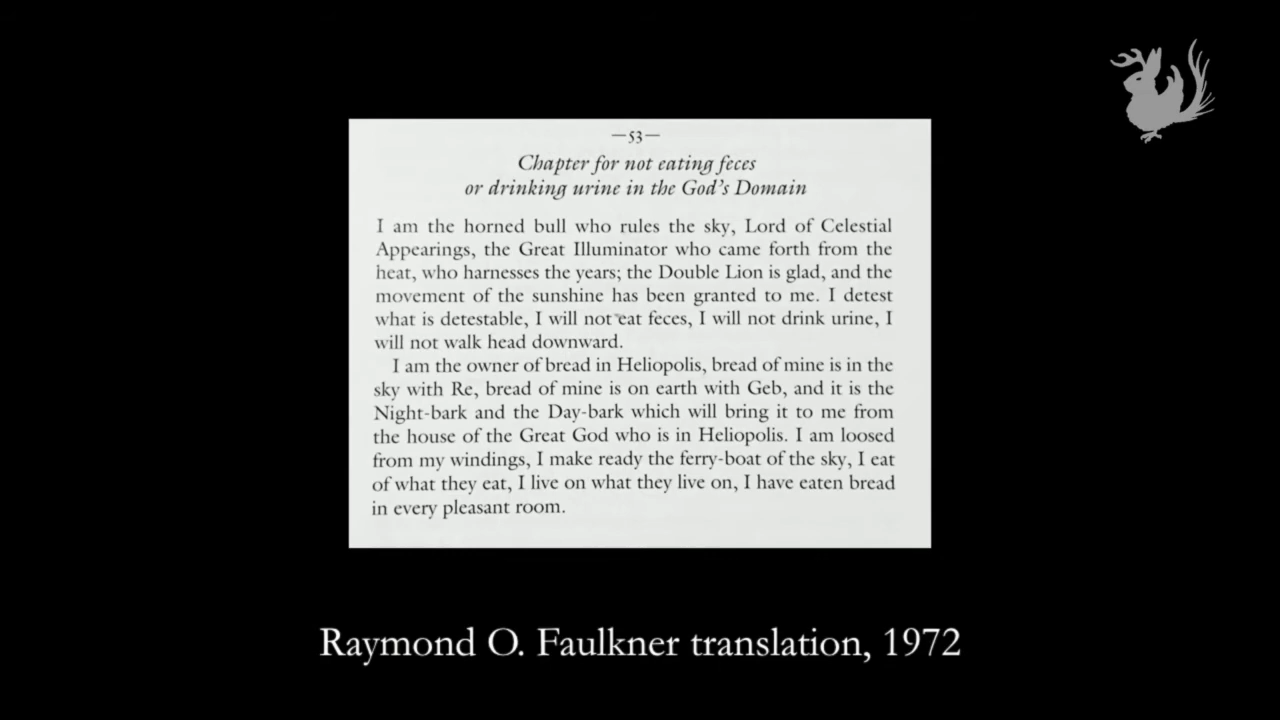 —53—
Chapter for not eating feces
or drinking urine in the God's Domain
I am the horned bull who rules the sky, Lord of Celestial
Appearings, the Great Illuminator who came forth from the
heat, who harnesses the years; the Double Lion is glad, and the
movement of the sunshine has been granted to me. I detest
what is detestable, I will not eat feces, I will not drink urine, I
will not walk head downward.
I am the owner of bread in Heliopolis, bread of mine is in the
sky with Re, bread of mine is on earth with Geb, and it is the
Night-bark and the Day-bark which will bring it to me from
the house of the Great God who is in Heliopolis. I am loosed
from my windings, I make ready the ferry-boat of the sky, I eat
of what they eat, I live on what they live on, I have eaten bread
in every pleasant room.
Raymond O. Faulkner translation, 1972